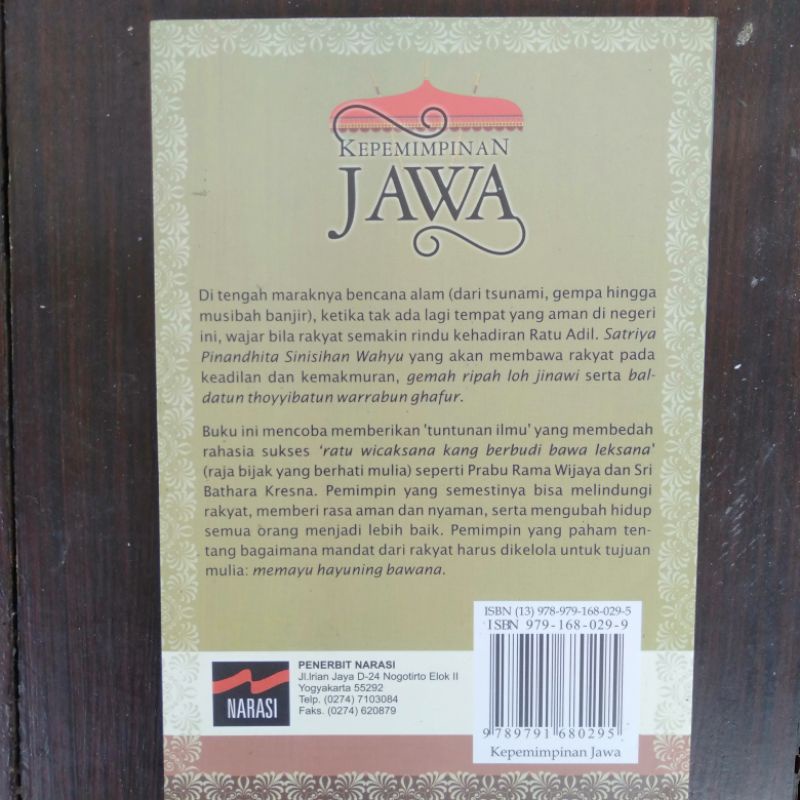 KEPEMIMPINAN
JAWA
Di tengah maraknya bencana alam (dari tsunami, gempa hingga
musibah banjir), ketika tak ada lagi tempat yang aman di negeri
ini, wajar bila rakyat semakin rindu kehadiran Ratu Adil. Satriya
Pinandhita Sinisihan Wahyu yang akan membawa rakyat pada
keadilan dan kemakmuran, gemah ripah loh jinawi serta bal-
datun thoyyibatun warrabun ghafur.
Buku ini mencoba memberikan 'tuntunan ilmu' yang membedah
rahasia sukses 'ratu wicaksana kang berbudi bawa leksana'
(raja bijak yang berhati mulia) seperti Prabu Rama Wijaya dan Sri
Bathara Kresna. Pemimpin yang semestinya bisa melindungi
rakyat, memberi rasa aman dan nyaman, serta mengubah hidup
semua orang menjadi lebih baik. Pemimpin yang paham ten-
tang bagaimana mandat dari rakyat harus dikelola untuk tujuan
mulia: memayu hayuning bawana.
NARASI
PENERBIT NARASI
Jl.Irian Jaya D-24 Nogotirto Elok II
Yogyakarta 55292
Telp. (0274) 7103084
Faks. (0274) 620879
ISBN (13) 978-979-168-029-5
ISBN 979-168-029-9
9 789791 680295
Kepemimpinan Jawa